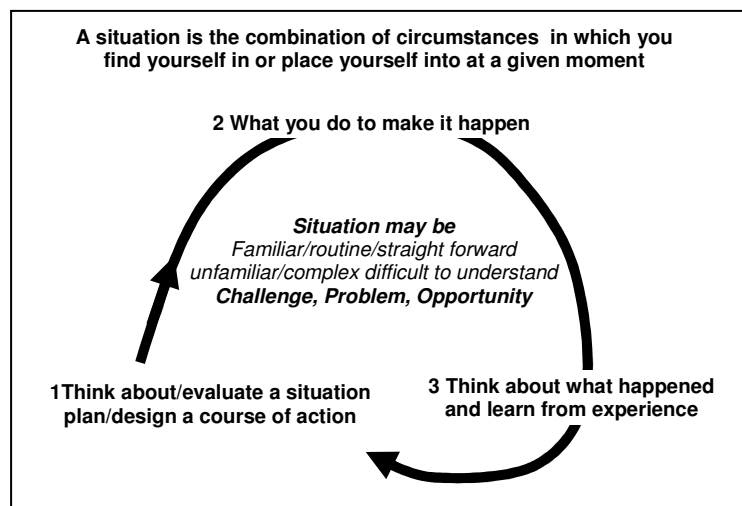 A situation is the combination of circumstances in which you
find yourself in or place yourself into at a given moment
2 What you do to make it happen
Situation may be
Familiar/routine/straight forward
unfamiliar/complex difficult to understand
Challenge, Problem, Opportunity
1Think about/evaluate a situation
plan/design a course of action
3 Think about what happened
and learn from experience